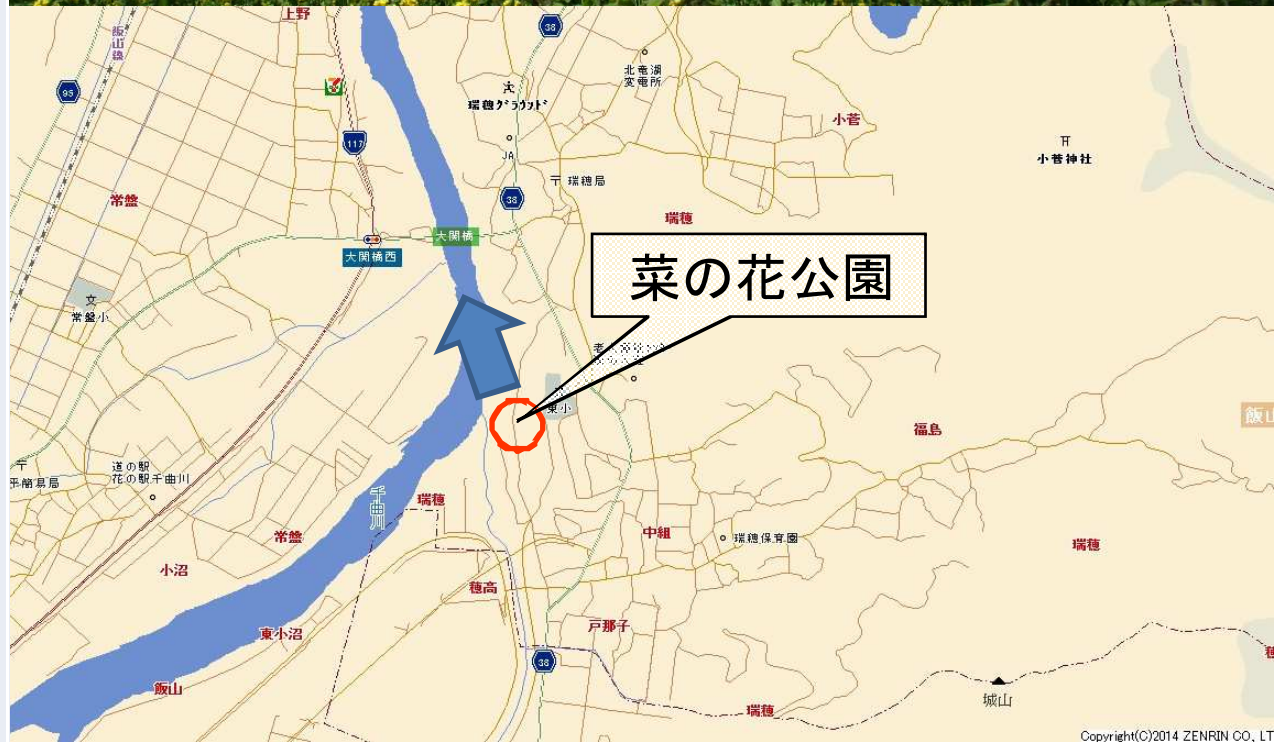 上野
飯山線
38
95
117
大
瑞穂グラウンド
JA
北竜湖
変電所
小菅
小菅神社
〒 瑞穂局
38
瑞穂
常盤
大関橋
大関橋西
菜の花公園
文
常盤小
東小
福島
飯山
道の駅
花の駅千曲川
千曲川
瑞穂
常盤
中組
瑞穂保育園
瑞穂
小沼
穂高
戸那子
東小沼
38
飯山
瑞穂
城山
Copyright(C)2014 ZENRIN CO., LT